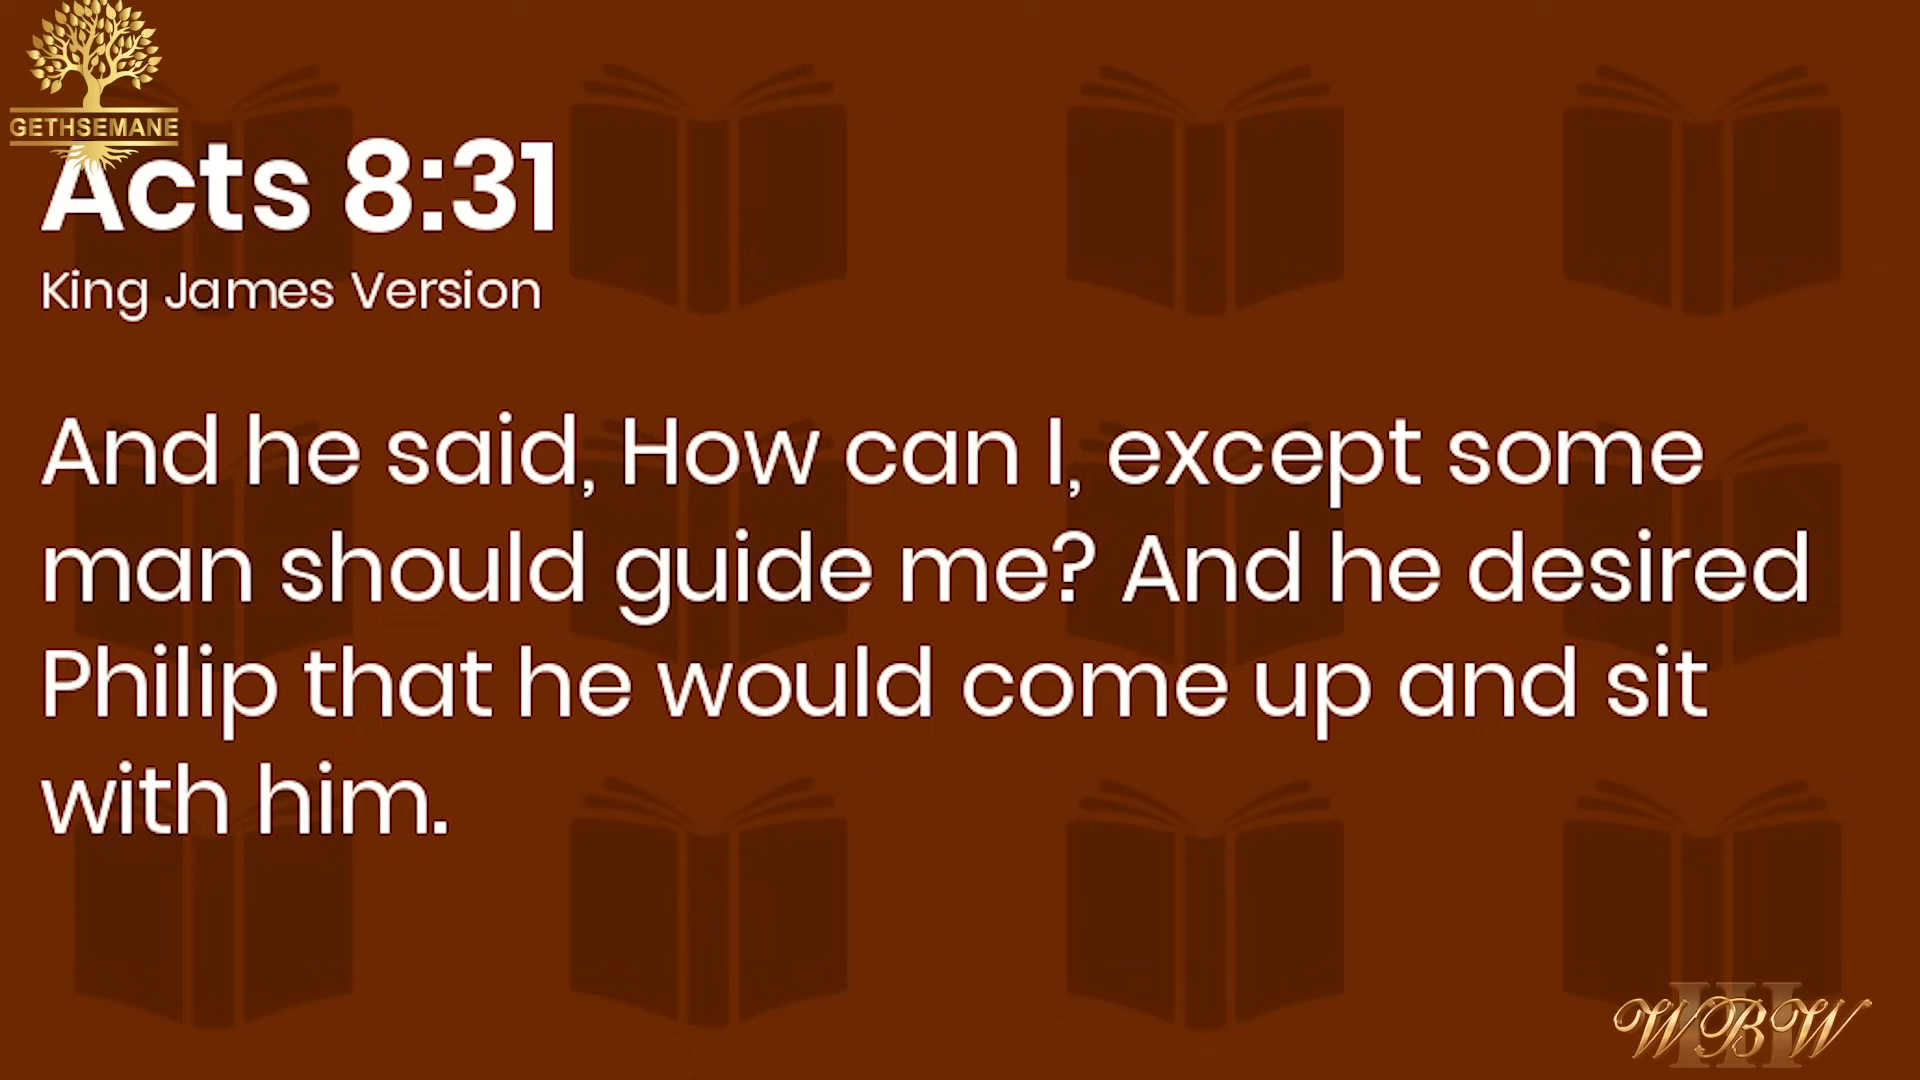 GETHSEMANE
Acts 8:31
King James Version
And he said, How can I, except some
man should guide me? And he desired
Philip that he would come up and sit
with him.
III
WBW